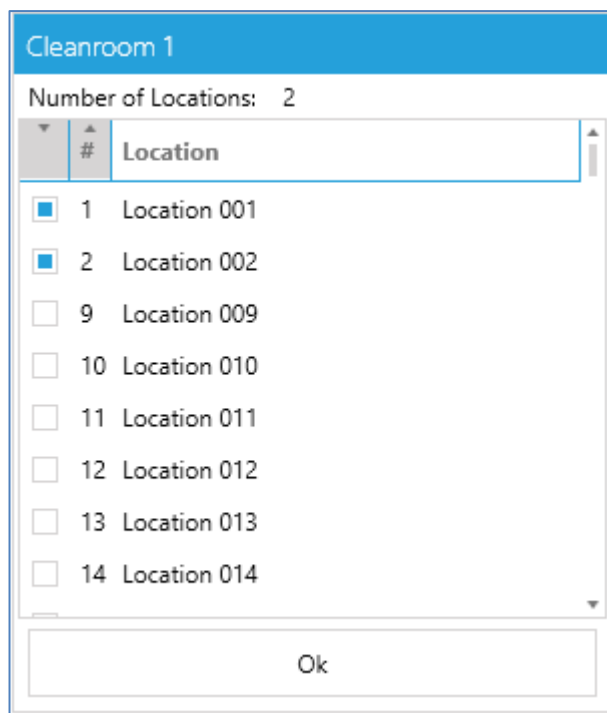 Cleanroom 1
Number of Locations: 2
# Location
1 Location 001
2 Location 002
9 Location 009
10 Location 010
11 Location 011
12 Location 012
13 Location 013
14 Location 014
Ok